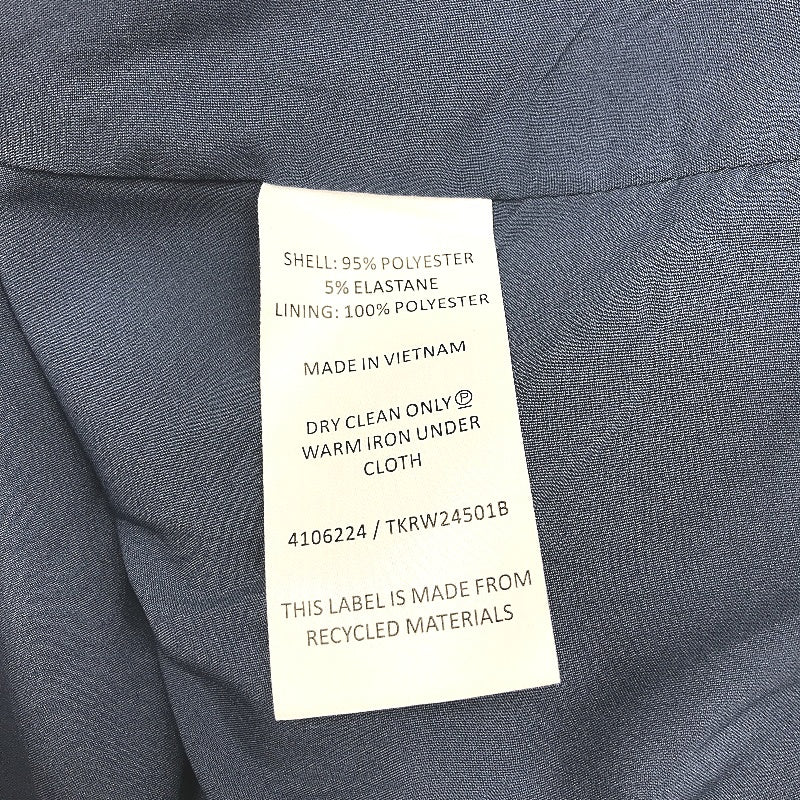 SHELL: 95% POLYESTER
5% ELASTANE
LINING: 100% POLYESTER
MADE IN VIETNAM
DRY CLEAN ONLY Ⓟ
WARM IRON UNDER
CLOTH
4106224 / TKRW24501B
THIS LABEL IS MADE FROM
RECYCLED MATERIALS